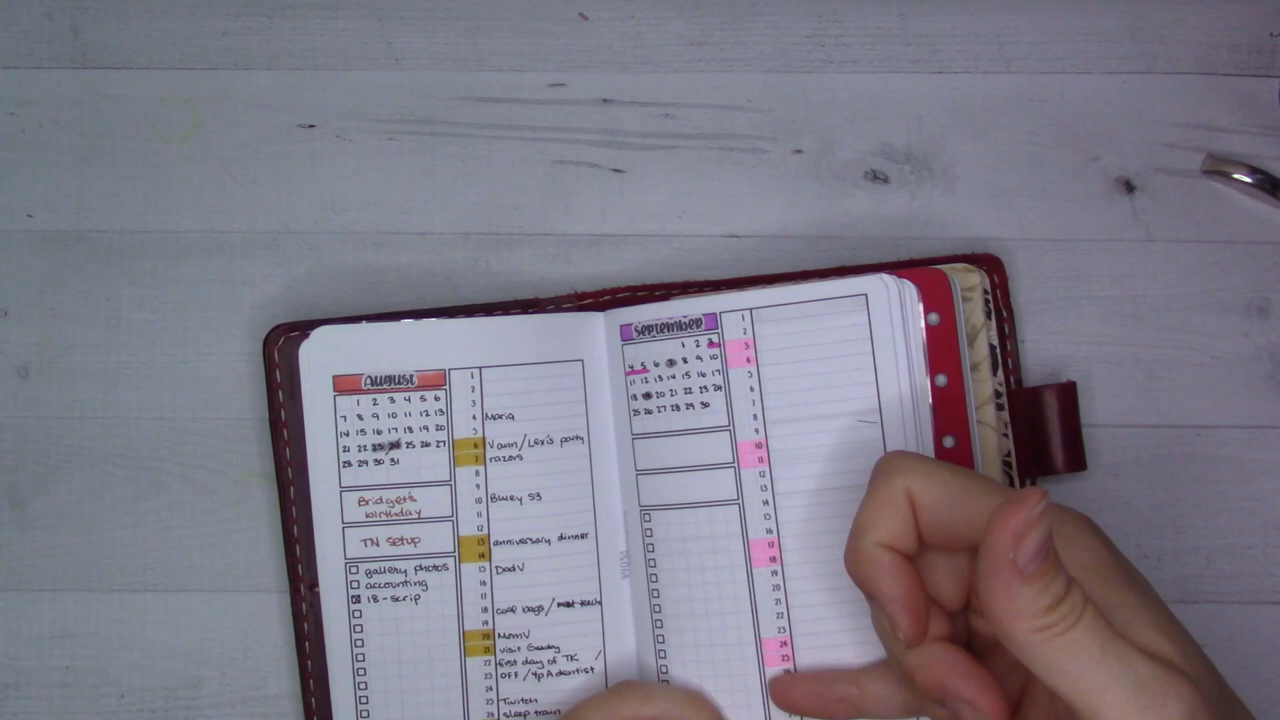 AUGUST
1 2 3 4 5 6
7 8 9 10 11 12 13
14 15 16 17 18 19 20
21 22 23 24 25 26 27
28 29 30 31
Bridget's
birthday
TN setup
gallery photos
accounting
18-scrip
1
2
3
4 Maria
5
6 Vann/Lexi's party
7 razors
8
9
10 Bluey S3
11
12
13 anniversary dinner
14
15 Dad V
16
17
18 coop bags /
19
20 Mom V
21 visit
22 first day of TK /
23 OFF / 4p A dentist
24
25 Twitch
26 sleep train
SEPTEMBER
1 2 3
4 5 6 7 8 9 10
11 12 13 14 15 16 17
18 19 20 21 22 23 24
25 26 27 28 29 30
1
2
3
4
5
6
7
8
9
10
11
12
13
14
15
16
17
18
19
20
21
22
23
24
25